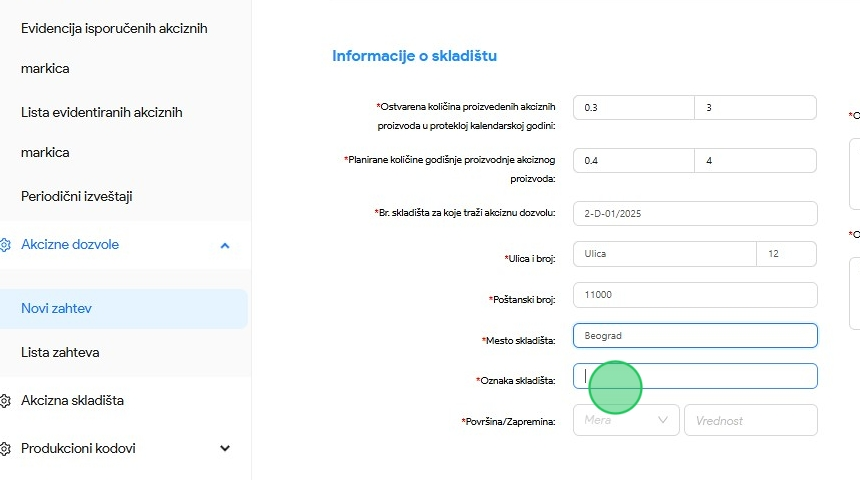 Evidencija isporučenih akciznih
markica
Lista evidentiranih akciznih
markica
Periodični izveštaji
Akcizne dozvole
Novi zahtev
Lista zahteva
Akcizna skladišta
Produkcioni kodovi
Informacije o skladištu
*Ostvarena količina proizvedenih akciznih
proizvoda u protekloj kalendarskoj godini:
0.3
3
*Planirane količine godišnje proizvodnje akciznog
proizvoda:
0.4
4
*Br. skladišta za koje traži akciznu dozvolu:
2-D-01/2025
*Ulica i broj:
Ulica
12
*Poštanski broj:
11000
*Mesto skladišta:
Beograd
*Oznaka skladišta:
*Površina/Zapremina:
Mera
Vrednost